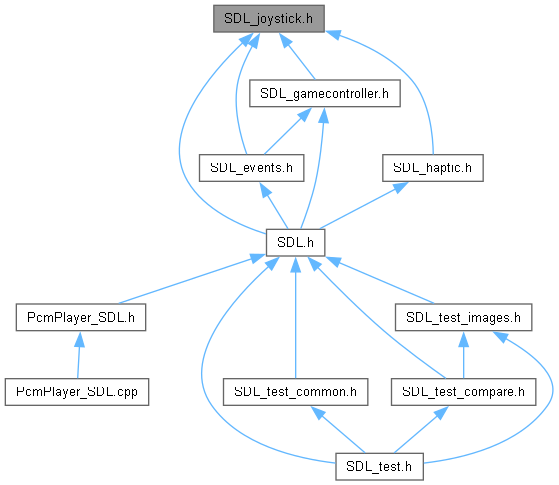 SDL_joystick.h
SDL_gamecontroller.h
SDL_events.h
SDL_haptic.h
SDL.h
PcmPlayer_SDL.h
SDL_test_images.h
PcmPlayer_SDL.cpp
SDL_test_common.h
SDL_test_compare.h
SDL_test.h